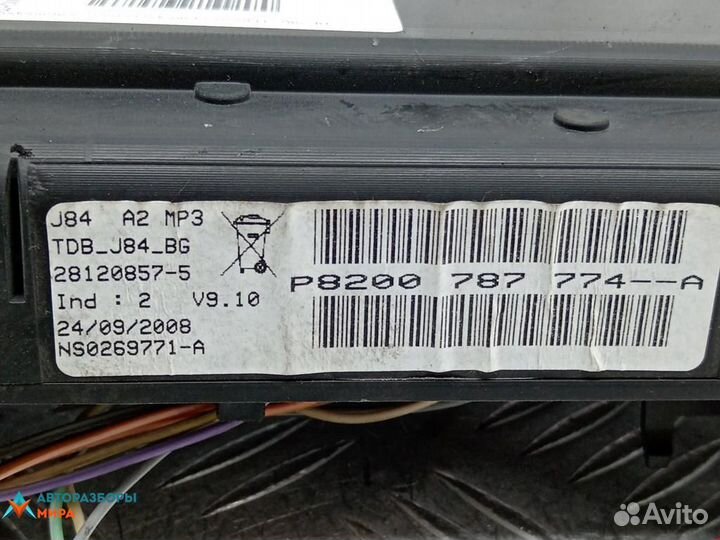 J84 A2 MP3
TDB_J84_BG
28120857-5
Ind : 2 V9.10
24/09/2008
NS0269771-A
P8200 787 774--A
АВТОРАЗБОРЫ
МИРА
Avito